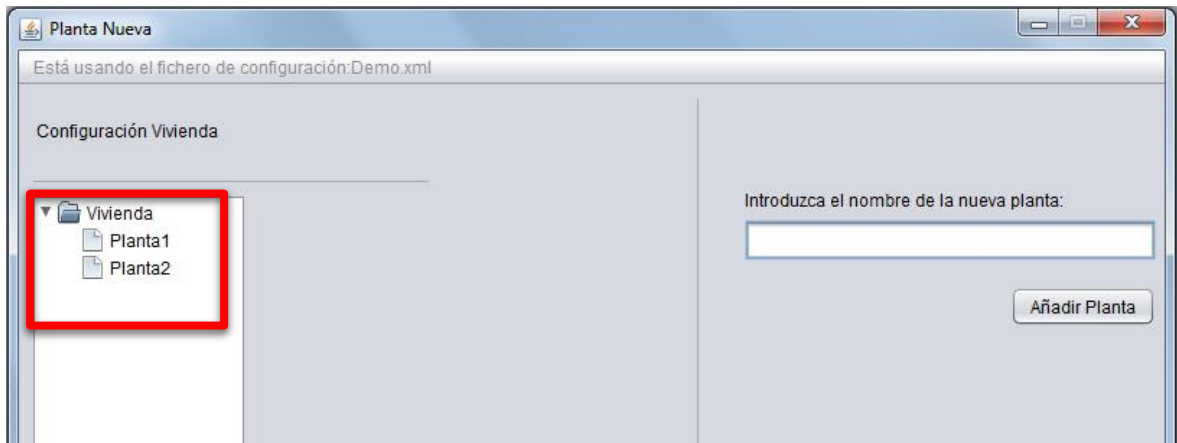 Planta Nueva
Está usando el fichero de configuración:Demo.xml
Configuración Vivienda
Vivienda
Planta1
Planta2
Introduzca el nombre de la nueva planta:
Añadir Planta